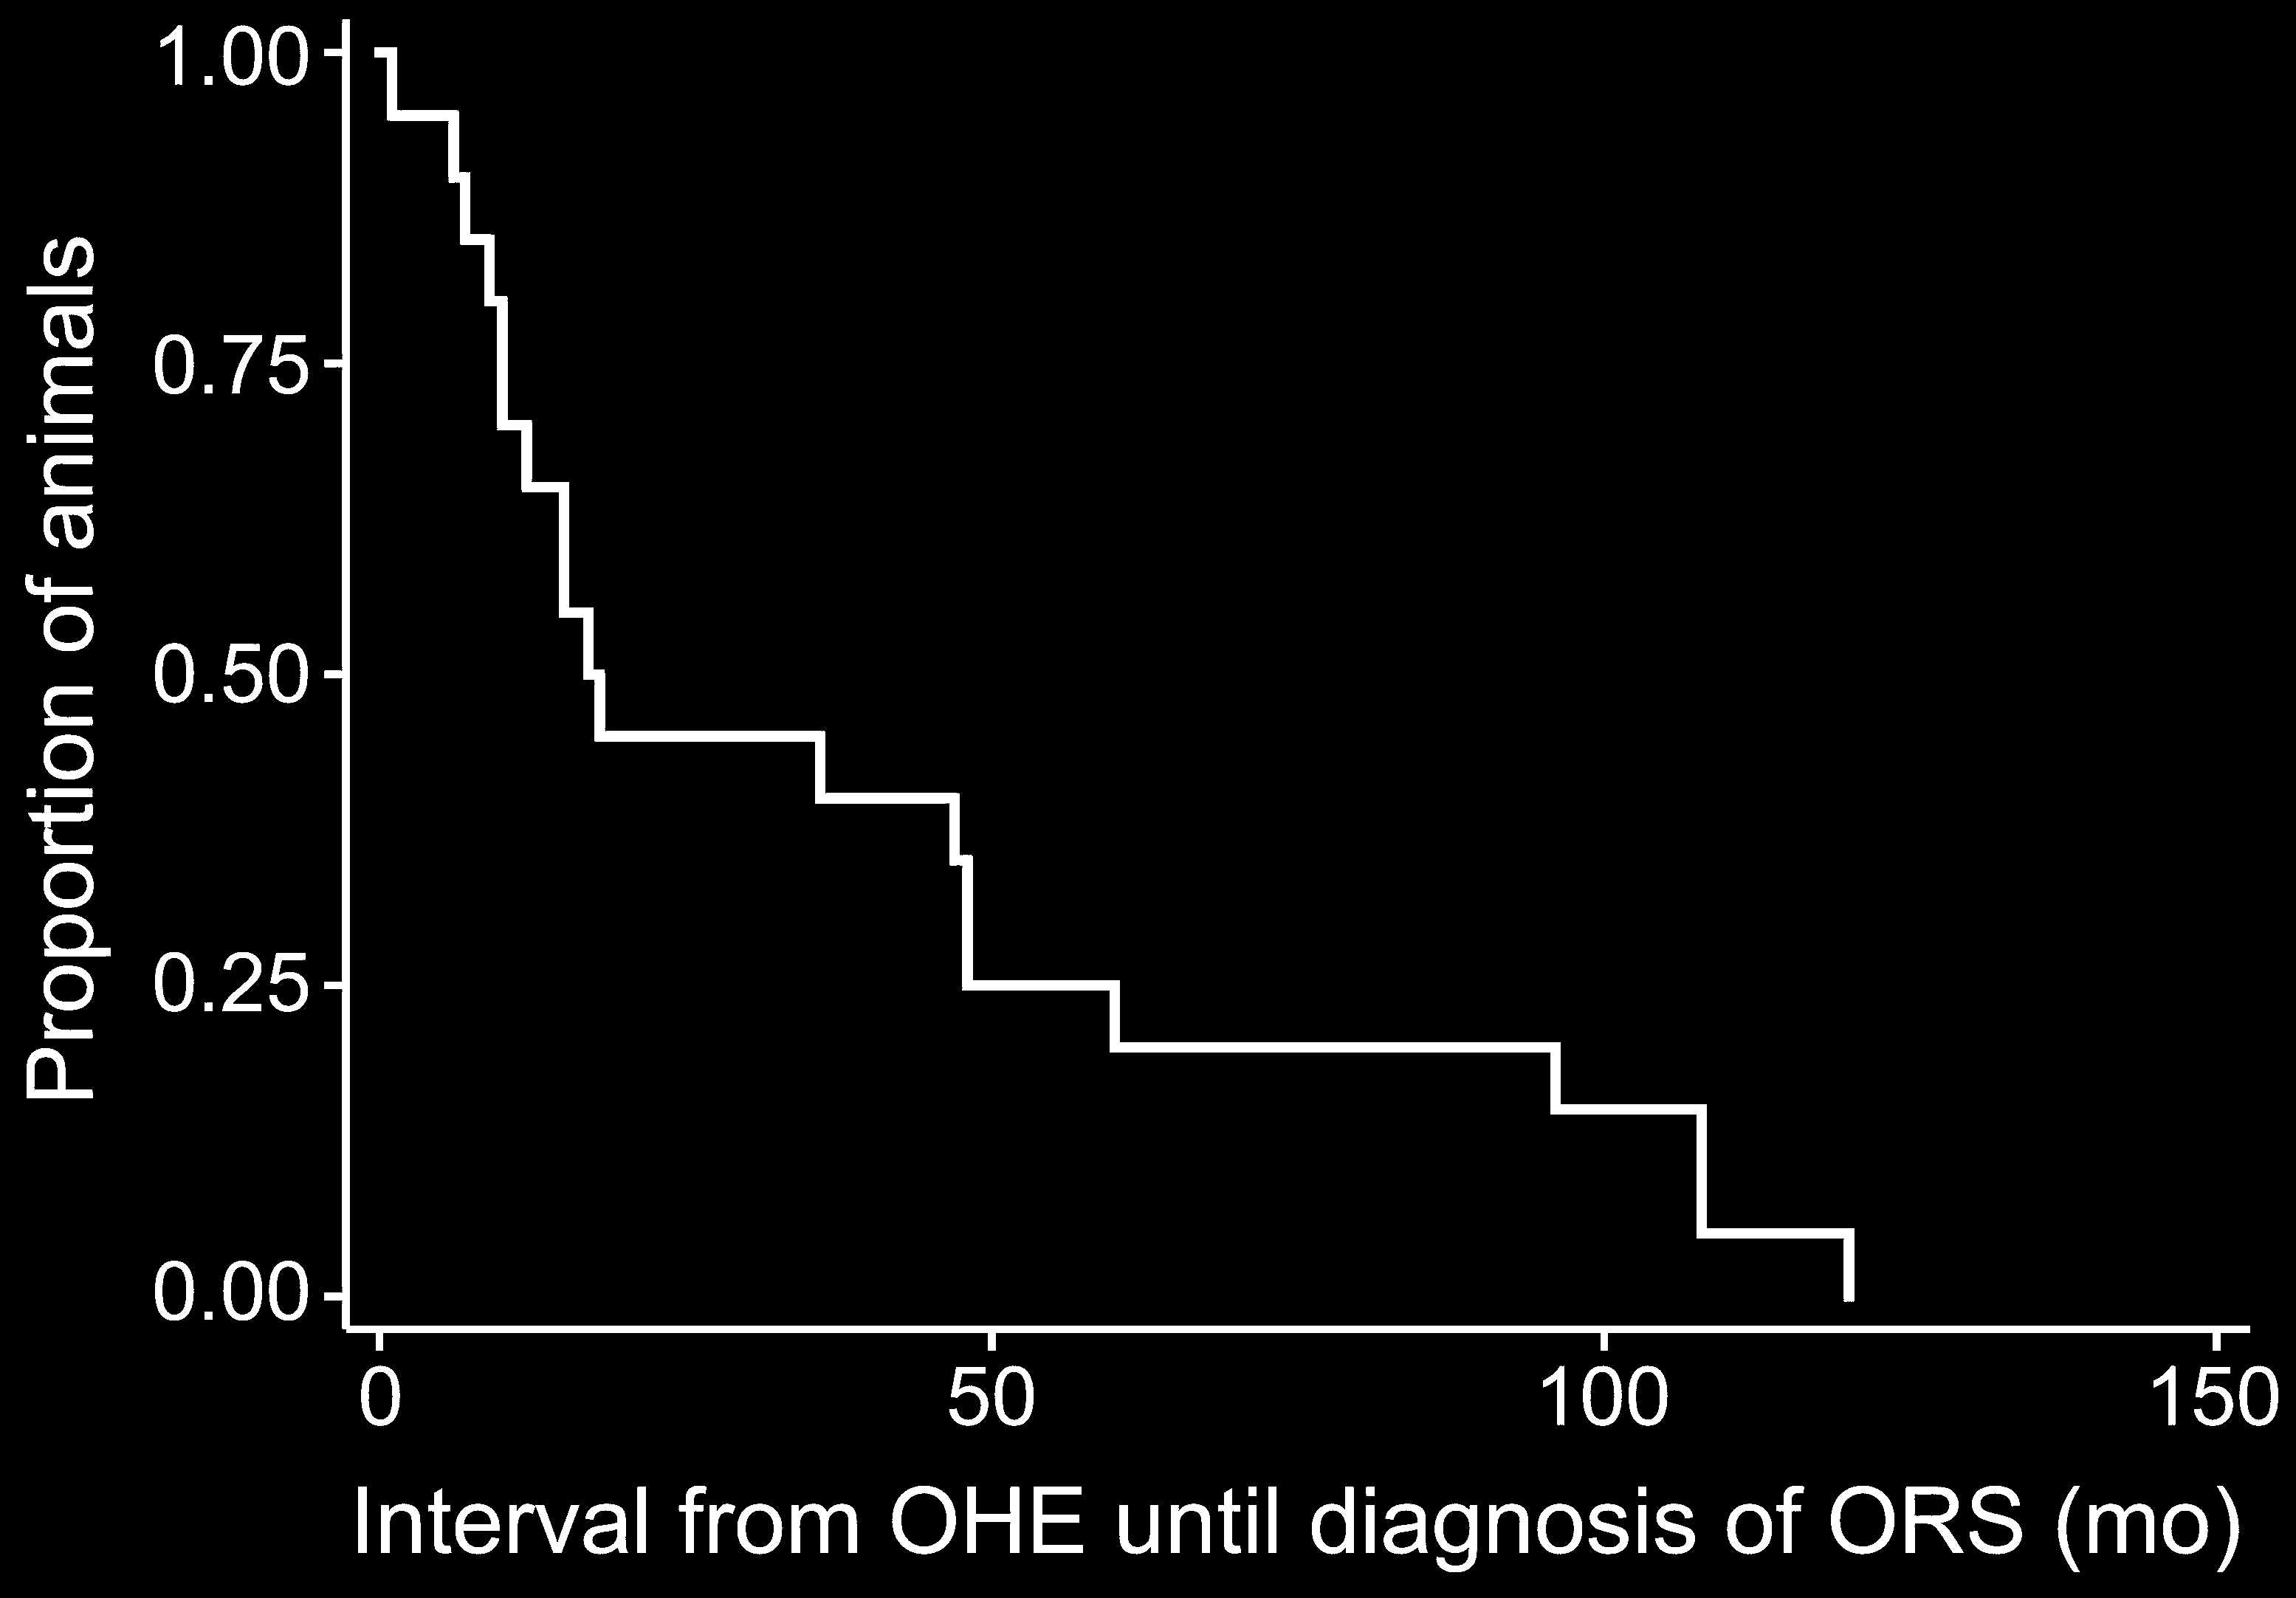 1.00
0.75
0.50
0.25
0.00
Proportion of animals
0 50 100 150
Interval from OHE until diagnosis of ORS (mo)